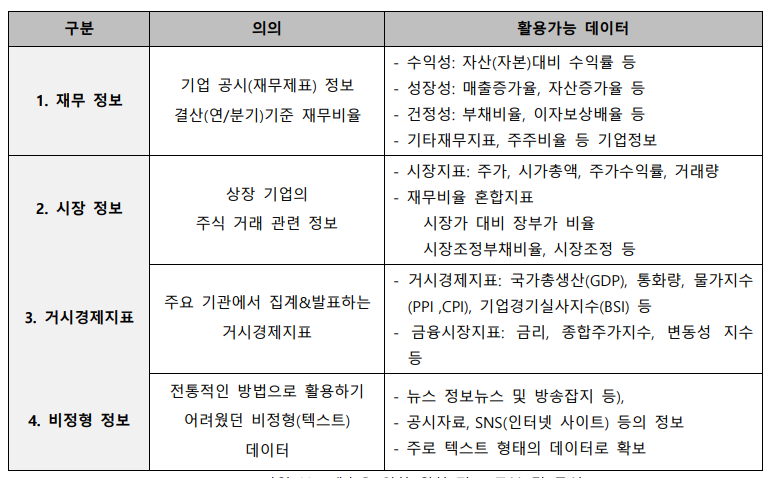 구분 의의 활용가능 데이터
1. 재무 정보
기업 공시(재무제표) 정보
결산(연/분기)기준 재무비율
- 수익성: 자산(자본)대비 수익률 등
- 성장성: 매출증가율, 자산증가율 등
- 건정성: 부채비율, 이자보상배율 등
- 기타재무지표, 주주비율 등 기업정보
2. 시장 정보
상장 기업의
주식 거래 관련 정보
- 시장지표: 주가, 시가총액, 주가수익률, 거래량
- 재무비율 혼합지표
시장가 대비 장부가 비율
시장조정부채비율, 시장조정 등
3. 거시경제지표
주요 기관에서 집계&발표하는
거시경제지표
- 거시경제지표: 국가총생산(GDP), 통화량, 물가지수
(PPI ,CPI), 기업경기실사지수(BSI) 등
- 금융시장지표: 금리, 종합주가지수, 변동성 지수
등
4. 비정형 정보
전통적인 방법으로 활용하기
어려웠던 비정형(텍스트)
데이터
- 뉴스 정보뉴스 및 방송잡지 등),
- 공시자료, SNS(인터넷 사이트) 등의 정보
- 주로 텍스트 형태의 데이터로 확보